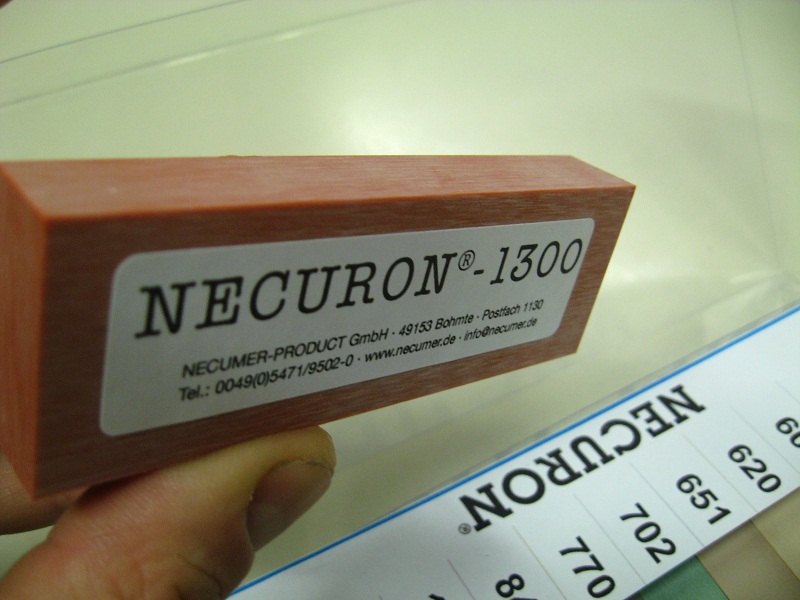 NECURON®-1300
NECUMER-PRODUCT GmbH · 49153 Bohmte · Postfach 1130
Tel.: 0049(0)5471/9502-0 · www.necumer.de · info@necumer.de
NECURON®
620
651
702
770